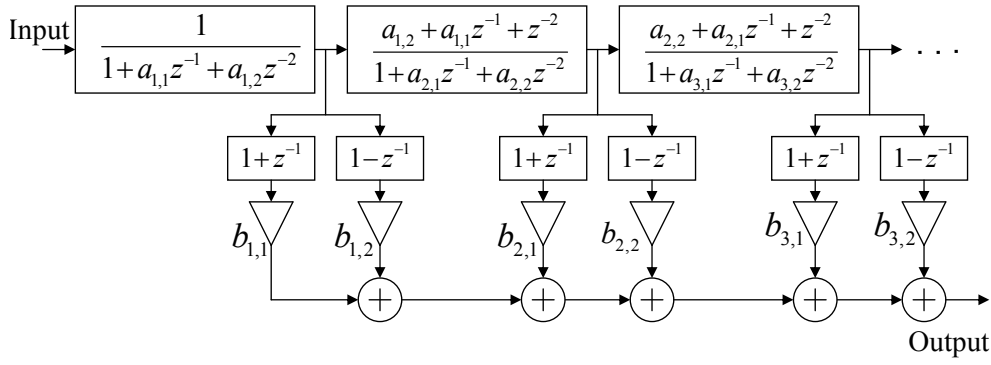 Input
1 / (1+a_{1,1}z^{-1}+a_{1,2}z^{-2})
(a_{1,2}+a_{1,1}z^{-1}+z^{-2}) / (1+a_{2,1}z^{-1}+a_{2,2}z^{-2})
(a_{2,2}+a_{2,1}z^{-1}+z^{-2}) / (1+a_{3,1}z^{-1}+a_{3,2}z^{-2})
. . .
1+z^{-1}
1−z^{-1}
1+z^{-1}
1−z^{-1}
1+z^{-1}
1−z^{-1}
b_{1,1}
b_{1,2}
b_{2,1}
b_{2,2}
b_{3,1}
b_{3,2}
+
+
+
+
+
Output